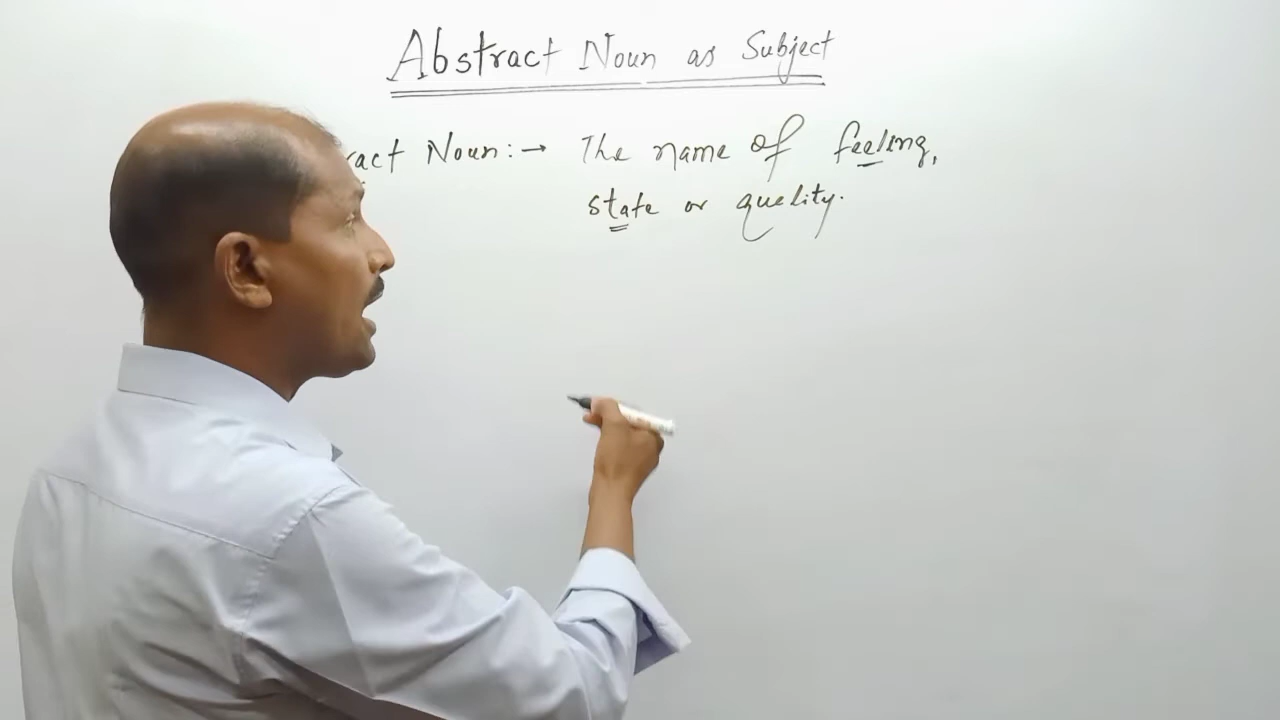 Abstract Noun as Subject
ract Noun:→ The name of feeling,
state or quality.